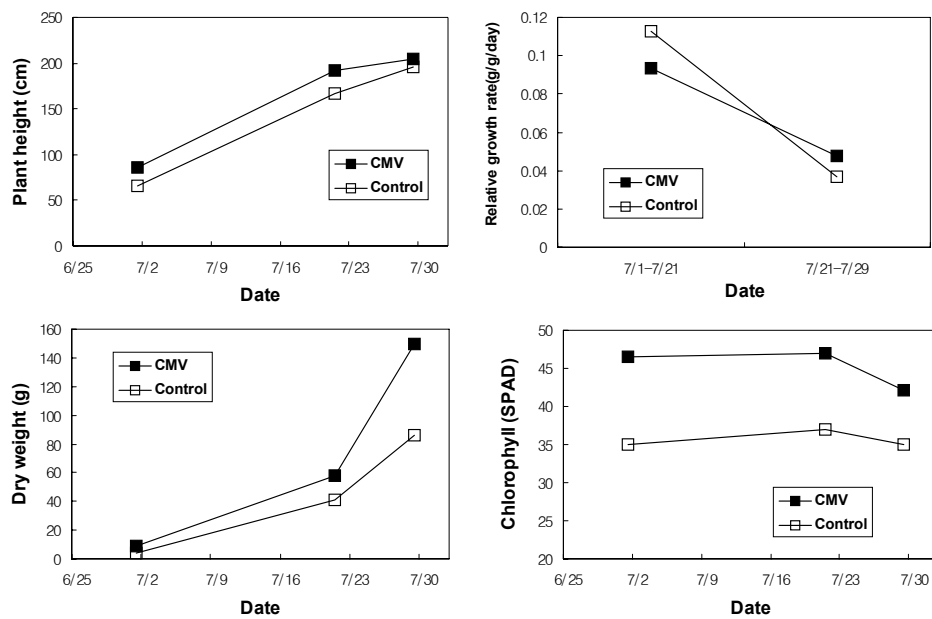 Plant height (cm)
250
200
150
100
50
0
CMV
Control
6/25 7/2 7/9 7/16 7/23 7/30
Date
Relative growth rate(g/g/day)
0.12
0.1
0.08
0.06
0.04
0.02
0
CMV
Control
7/1-7/21 7/21-7/29
Date
Dry weight (g)
160
140
120
100
80
60
40
20
0
CMV
Control
6/25 7/2 7/9 7/16 7/23 7/30
Date
Chlorophyll (SPAD)
50
45
40
35
30
25
20
CMV
Control
6/25 7/2 7/9 7/16 7/23 7/30
Date